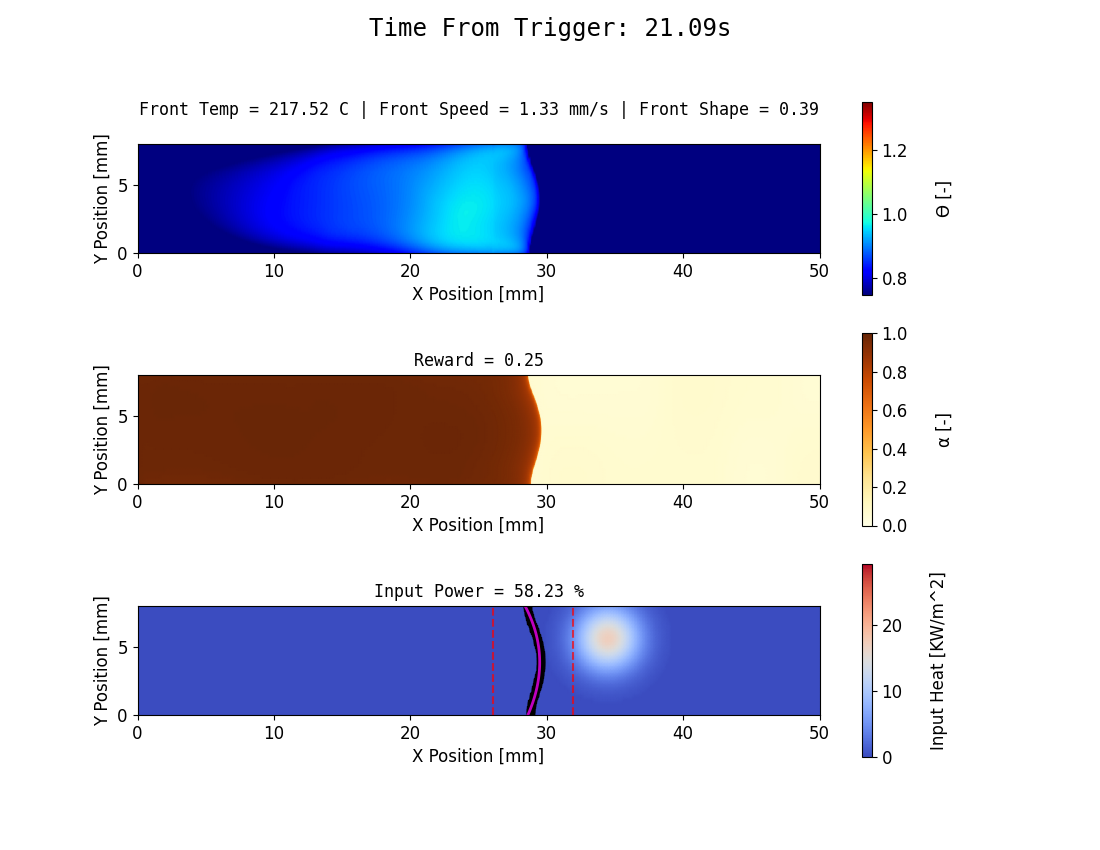 Time From Trigger: 21.09s
Front Temp = 217.52 C | Front Speed = 1.33 mm/s | Front Shape = 0.39
Y Position [mm]
5
0
0 10 20 30 40 50
X Position [mm]
1.2
1.0
0.8
Θ [-]
Reward = 0.25
Y Position [mm]
5
0
0 10 20 30 40 50
X Position [mm]
1.0
0.8
0.6
0.4
0.2
0.0
α [-]
Input Power = 58.23 %
Y Position [mm]
5
0
0 10 20 30 40 50
X Position [mm]
20
10
0
Input Heat [KW/m^2]